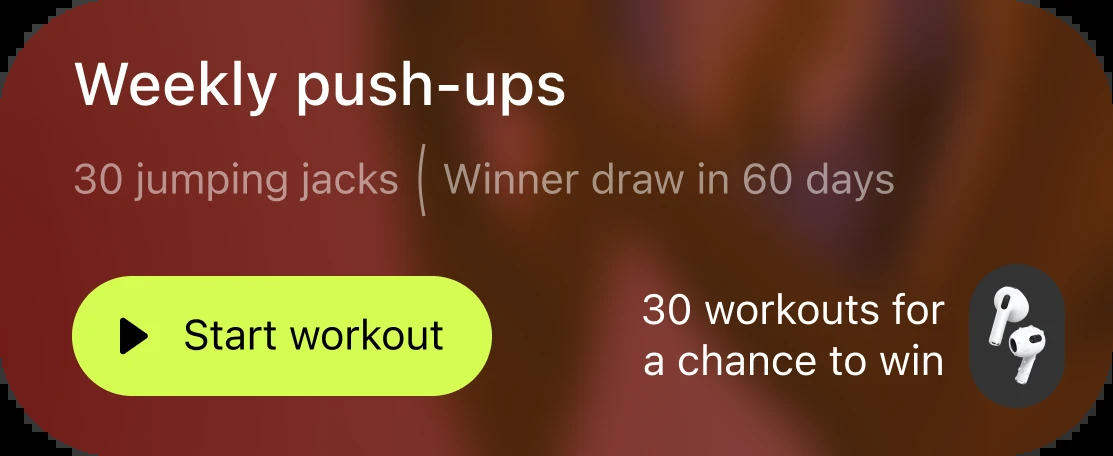 Weekly push-ups
30 jumping jacks ( Winner draw in 60 days
Start workout
30 workouts for
a chance to win